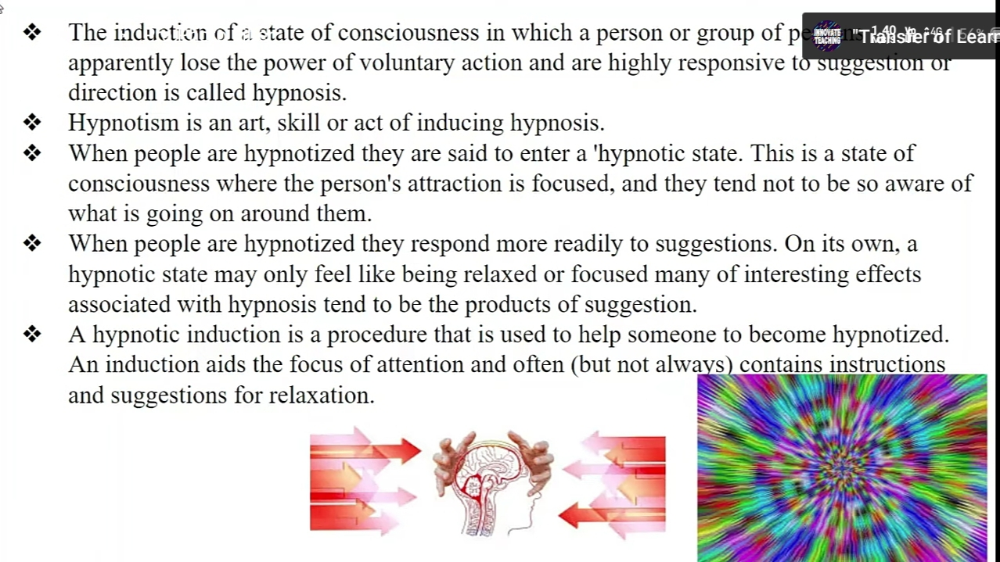 ❖ The induction of a state of consciousness in which a person or group of
apparently lose the power of voluntary action and are highly responsive to suggestion or
direction is called hypnosis.
❖ Hypnotism is an art, skill or act of inducing hypnosis.
❖ When people are hypnotized they are said to enter a 'hypnotic state. This is a state of
consciousness where the person's attraction is focused, and they tend not to be so aware of
what is going on around them.
❖ When people are hypnotized they respond more readily to suggestions. On its own, a
hypnotic state may only feel like being relaxed or focused many of interesting effects
associated with hypnosis tend to be the products of suggestion.
❖ A hypnotic induction is a procedure that is used to help someone to become hypnotized.
An induction aids the focus of attention and often (but not always) contains instructions
and suggestions for relaxation.
INNOVATE
TEACHING
"Transfer of Lear
1.40
4G
54%